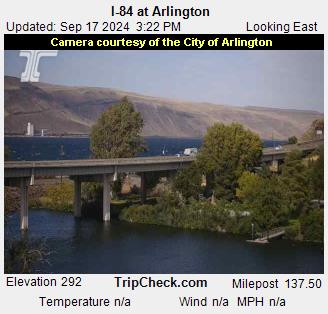 I-84 at Arlington
Updated: Sep 17 2024 3:22 PM Looking East
Camera courtesy of the City of Arlington
Elevation 292 TripCheck.com Milepost 137.50
Temperature n/a Wind n/a MPH n/a